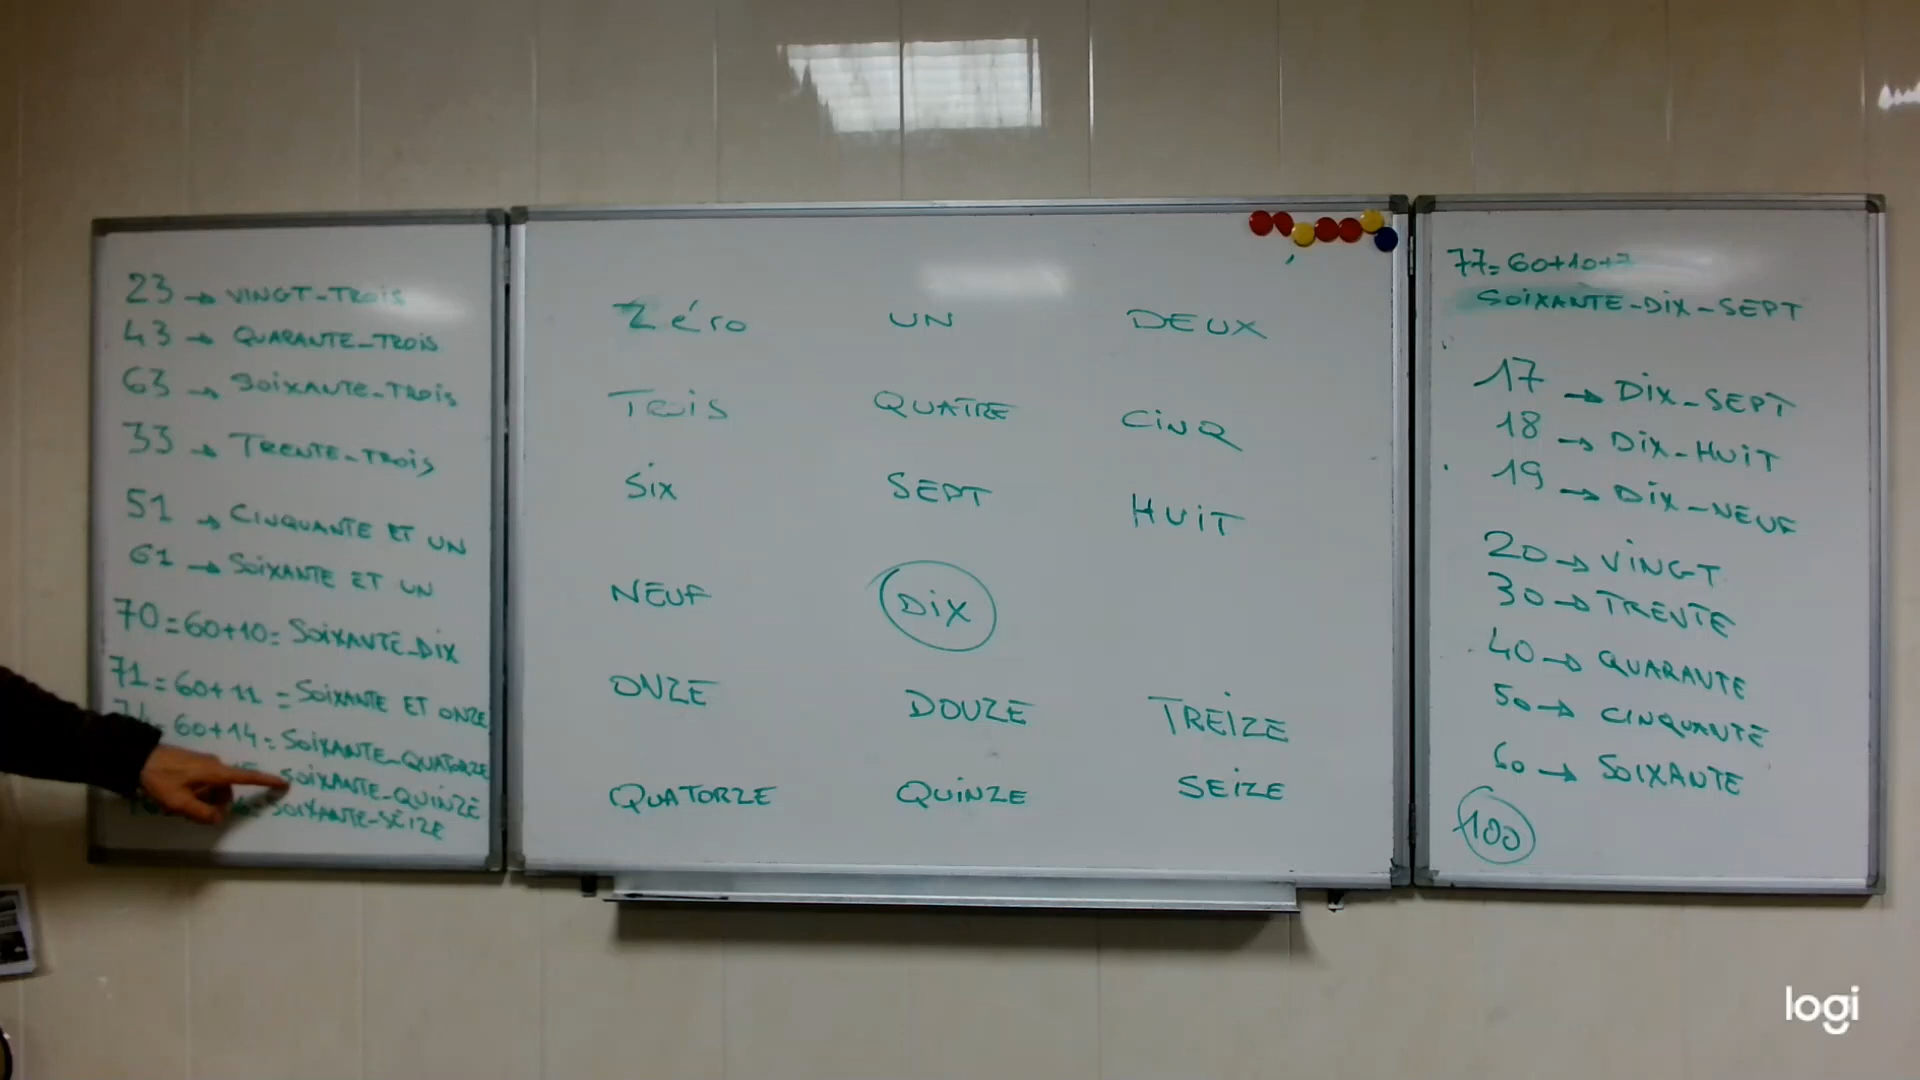 23 → VINGT-TROIS
43 → QUARANTE-TROIS
63 → SOIXANTE-TROIS
33 → TRENTE-TROIS
51 → CINQUANTE ET UN
61 → SOIXANTE ET UN
70=60+10= SOIXANTE-DIX
71=60+11= SOIXANTE ET ONZE
60+14= SOIXANTE-QUATORZE
SOIXANTE-QUINZE
SOIXANTE-SEIZE
Zéro UN DEUX
TROIS QUATRE CINQ
SIX SEPT HUIT
NEUF DIX
ONZE DOUZE TREIZE
QUATORZE QUINZE SEIZE
77=60+10+7
SOIXANTE-DIX-SEPT
17 → DIX-SEPT
18 → DIX-HUIT
19 → DIX-NEUF
20 → VINGT
30 → TRENTE
40 → QUARANTE
50 → CINQUANTE
60 → SOIXANTE
100
logi